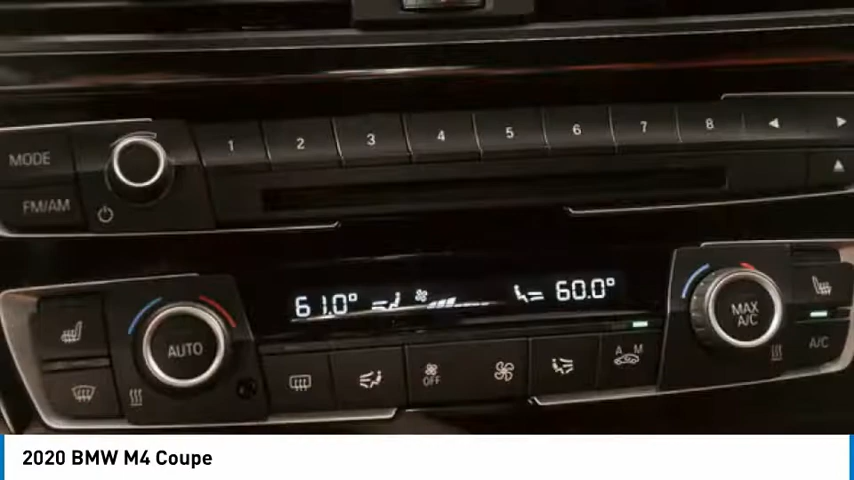 MODE 1 2 3 4 5 6 7 8
FM/AM
61.0° 60.0°
AUTO MAX A/C
OFF A M A/C
2020 BMW M4 Coupe